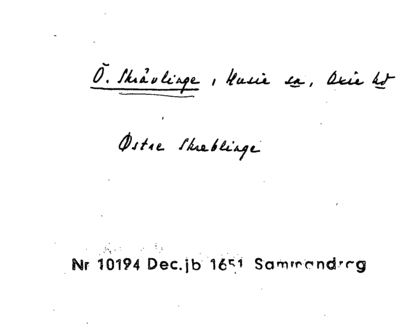 Ö. Skrävlinge, Husie sn, Oxie hd
Østre Skreblinge
Nr 10194 Dec.jb 1651 Sammandrag